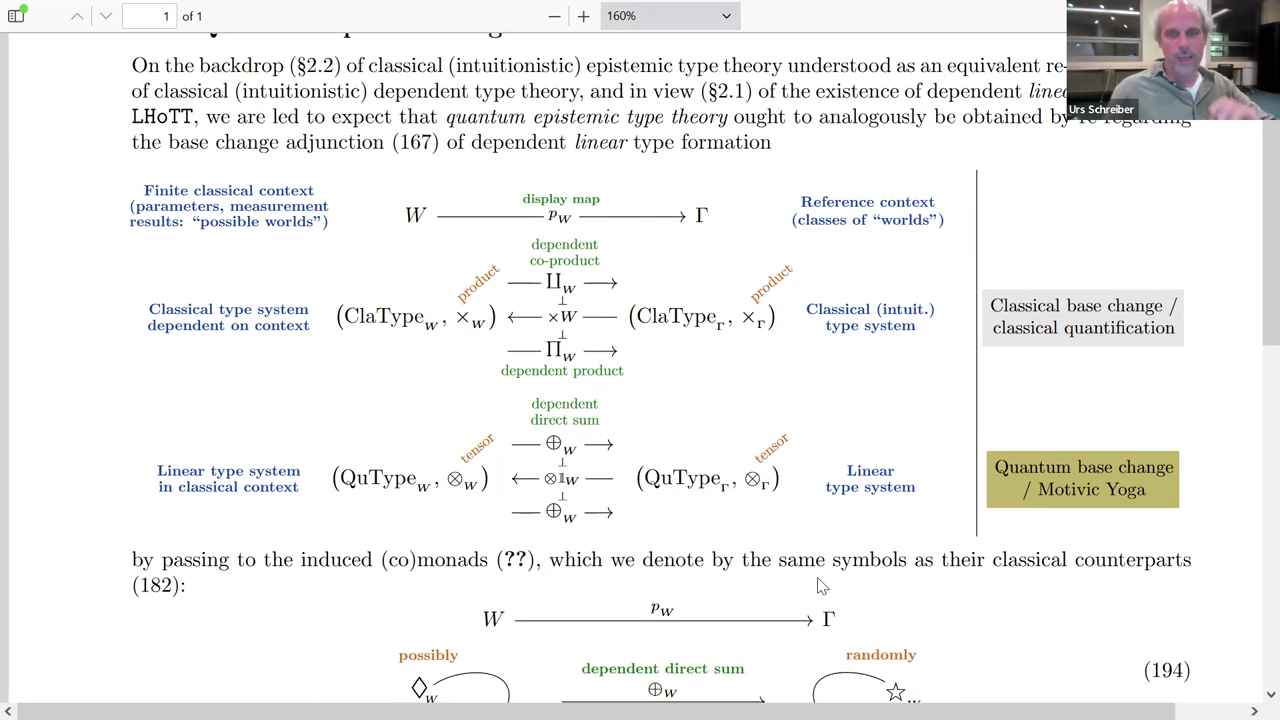 1 of 1
160%
Urs Schreiber
On the backdrop (§2.2) of classical (intuitionistic) epistemic type theory understood as an equivalent re-
of classical (intuitionistic) dependent type theory, and in view (§2.1) of the existence of dependent
LHoTT, we are led to expect that quantum epistemic type theory ought to analogously be obtained by
the base change adjunction (167) of dependent linear type formation
Finite classical context
(parameters, measurement
results: “possible worlds”)
display map
W p_W Γ
Reference context
(classes of “worlds”)
dependent
co-product
product
∐_W
product
⊥
Classical type system
dependent on context
(ClaType_W, ×_W) ×W (ClaType_Γ, ×_Γ)
Classical (intuit.)
type system
⊥
∏_W
dependent product
Classical base change /
classical quantification
dependent
direct sum
tensor
⊕_W
tensor
⊥
Linear type system
in classical context
(QuType_W, ⊗_W) ⊗𝟙_W (QuType_Γ, ⊗_Γ)
Linear
type system
⊥
⊕_W
Quantum base change
/ Motivic Yoga
by passing to the induced (co)monads (??), which we denote by the same symbols as their classical counterparts
(182):
W p_W Γ
possibly
dependent direct sum
randomly
◇_W ⊕_W ☆_W
(194)